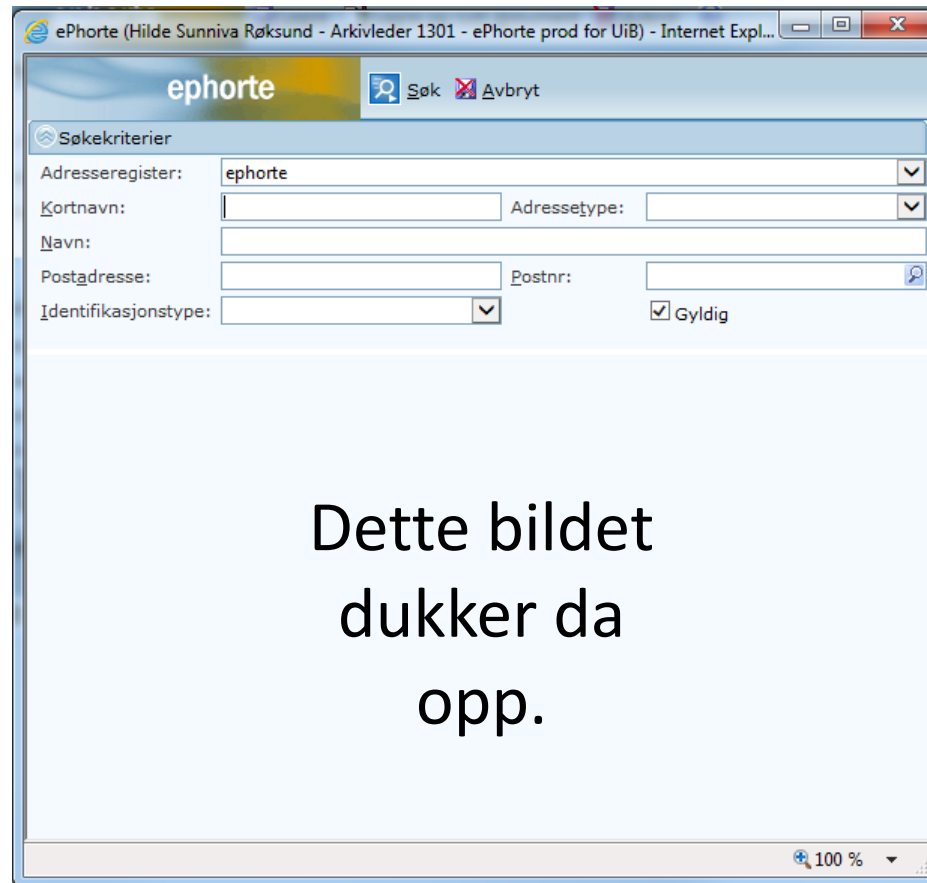 ePhorte (Hilde Sunniva Røksund - Arkivleder 1301 - ePhorte prod for UiB) - Internet Expl...
ephorte Søk Avbryt
Søkekriterier
Adresseregister: ephorte
Kortnavn: Adressetype:
Navn:
Postadresse: Postnr:
Identifikasjonstype: Gyldig
Dette bildet
dukker da
opp.
100 %